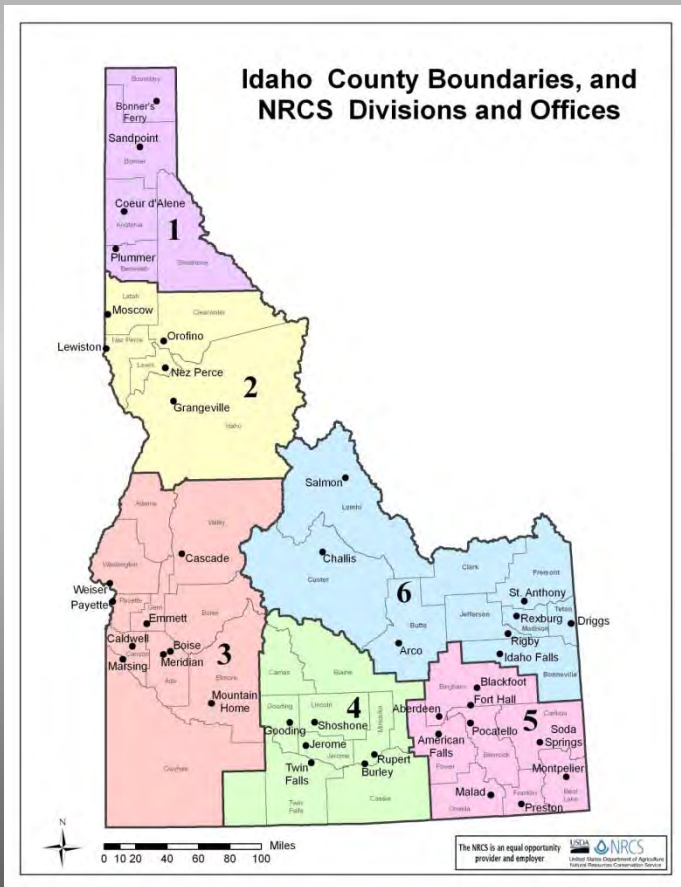 Idaho County Boundaries, and
NRCS Divisions and Offices
Boundary
Bonner's
Ferry
Sandpoint
Bonner
Coeur d'Alene
Kootenai
1
Plummer
Benewah
Shoshone
Latah
Moscow
Clearwater
Orofino
Lewiston
Nez Perce
Lewis
Nez Perce
2
Grangeville
Idaho
Salmon
Lemhi
Adams
Valley
Cascade
Challis
Custer
Washington
Clark
Fremont
Weiser
Payette
Payette
Gem
Boise
6
St. Anthony
Teton
Emmett
Butte
Jefferson
Rexburg
Madison
Driggs
Caldwell
Canyon
Boise
Arco
Rigby
Marsing
Meridian
3
Idaho Falls
Ada
Elmore
Camas
Blaine
Bonneville
Bingham
Blackfoot
Mountain
Home
Gooding
Lincoln
4
Minidoka
Aberdeen
Fort Hall
5
Caribou
Gooding
Shoshone
American
Falls
Pocatello
Soda
Springs
Jerome
Jerome
Power
Bannock
Twin
Falls
Rupert
Burley
Montpelier
Owyhee
Twin
Falls
Cassia
Malad
Oneida
Franklin
Preston
Bear
Lake
N
0 10 20 40 60 80 100 Miles
The NRCS is an equal opportunity
provider and employer
USDA NRCS
United States Department of Agriculture
Natural Resources Conservation Service